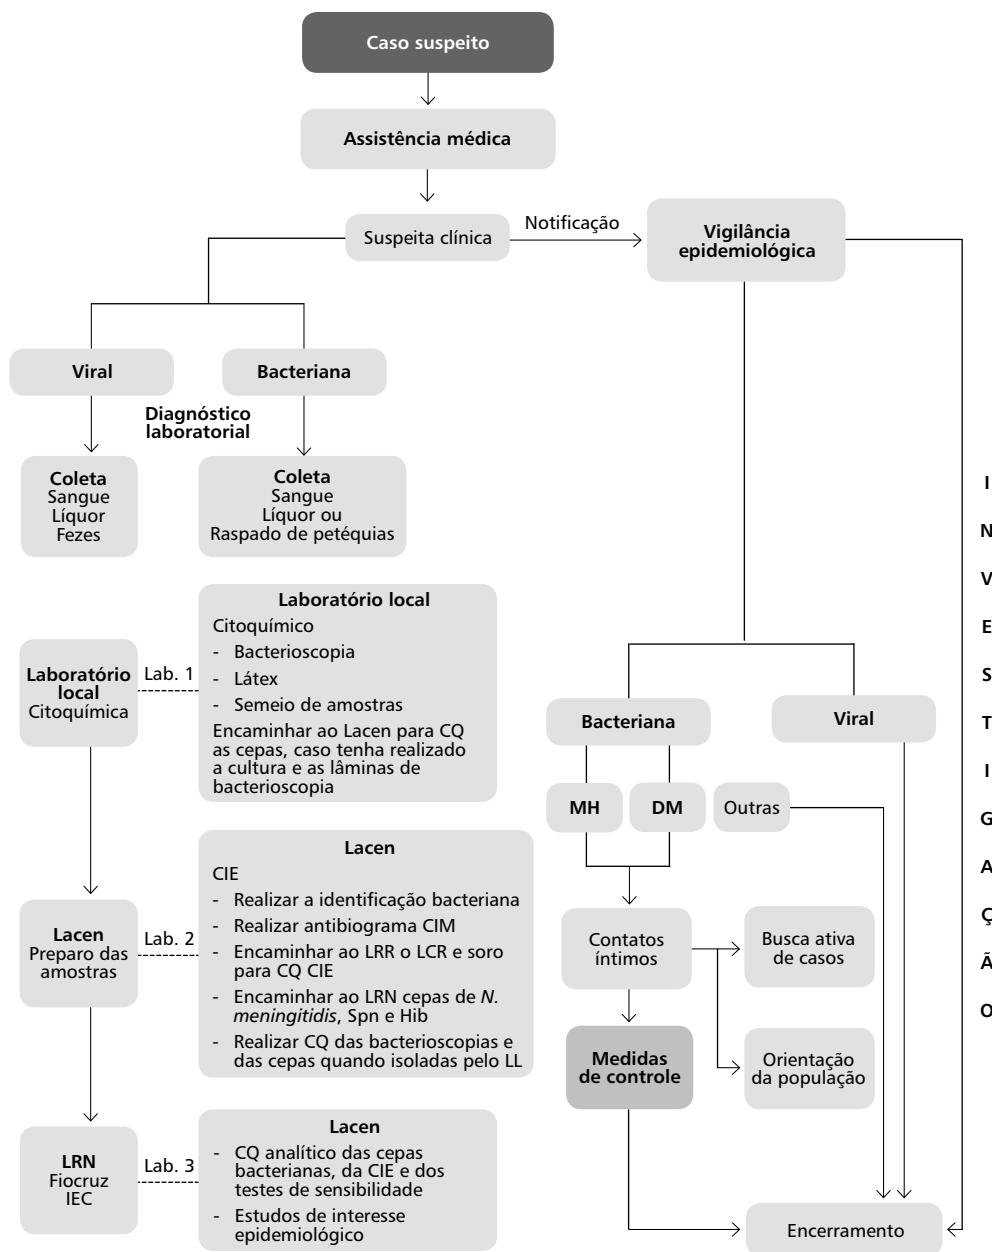 Caso suspeito
Assistência médica
Suspeita clínica
Notificação
Vigilância
epidemiológica
Viral
Bacteriana
Diagnóstico
laboratorial
Coleta
Sangue
Líquor
Fezes
Coleta
Sangue
Líquor ou
Raspado de petéquias
Laboratório
local
Citoquímica
Lab. 1
Laboratório local
Citoquímico
- Bacterioscopia
- Látex
- Semeio de amostras
Encaminhar ao Lacen para CQ
as cepas, caso tenha realizado
a cultura e as lâminas de
bacterioscopia
Lacen
Preparo das
amostras
Lab. 2
Lacen
CIE
- Realizar a identificação bacteriana
- Realizar antibiograma CIM
- Encaminhar ao LRR o LCR e soro
para CQ CIE
- Encaminhar ao LRN cepas de N.
meningitidis, Spn e Hib
- Realizar CQ das bacterioscopias e
das cepas quando isoladas pelo LL
LRN
Fiocruz
IEC
Lab. 3
Lacen
- CQ analítico das cepas
bacterianas, da CIE e dos
testes de sensibilidade
- Estudos de interesse
epidemiológico
Bacteriana
Viral
MH
DM
Outras
Contatos
íntimos
Busca ativa
de casos
Medidas
de controle
Orientação
da população
Encerramento
I
N
V
E
S
T
I
G
A
Ç
Ã
O